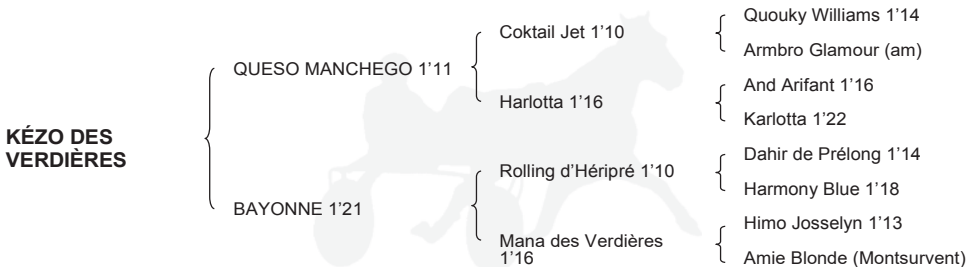 KÉZO DES
VERDIÈRES
QUESO MANCHEGO 1’11
BAYONNE 1’21
Coktail Jet 1’10
Harlotta 1’16
Rolling d’Héripré 1’10
Mana des Verdières
1’16
Quouky Williams 1’14
Armbro Glamour (am)
And Arifant 1’16
Karlotta 1’22
Dahir de Prélong 1’14
Harmony Blue 1’18
Himo Josselyn 1’13
Amie Blonde (Montsurvent)